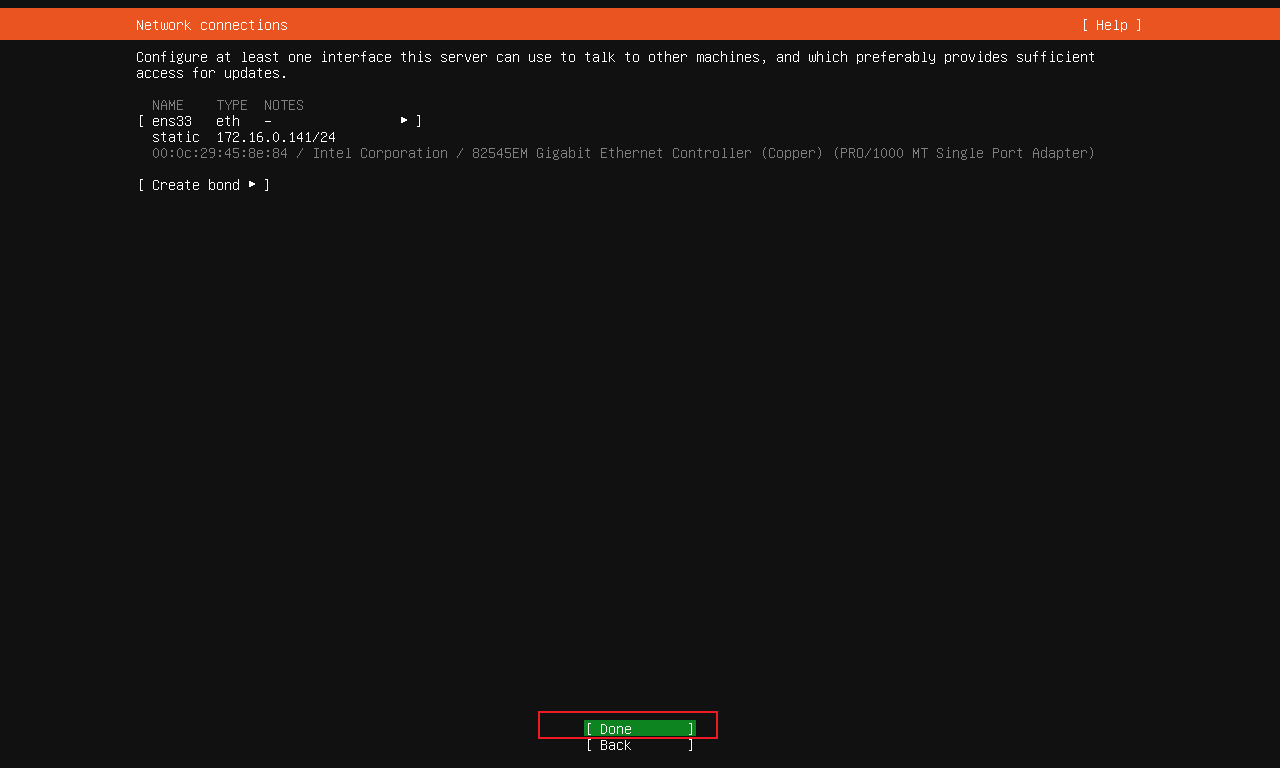 Network connections [ Help ]
Configure at least one interface this server can use to talk to other machines, and which preferably provides sufficient
access for updates.
NAME TYPE NOTES
[ ens33 eth – ▸ ]
static 172.16.0.141/24
00:0c:29:45:8e:84 / Intel Corporation / 82545EM Gigabit Ethernet Controller (Copper) (PRO/1000 MT Single Port Adapter)
[ Create bond ▸ ]
[ Done ]
[ Back ]